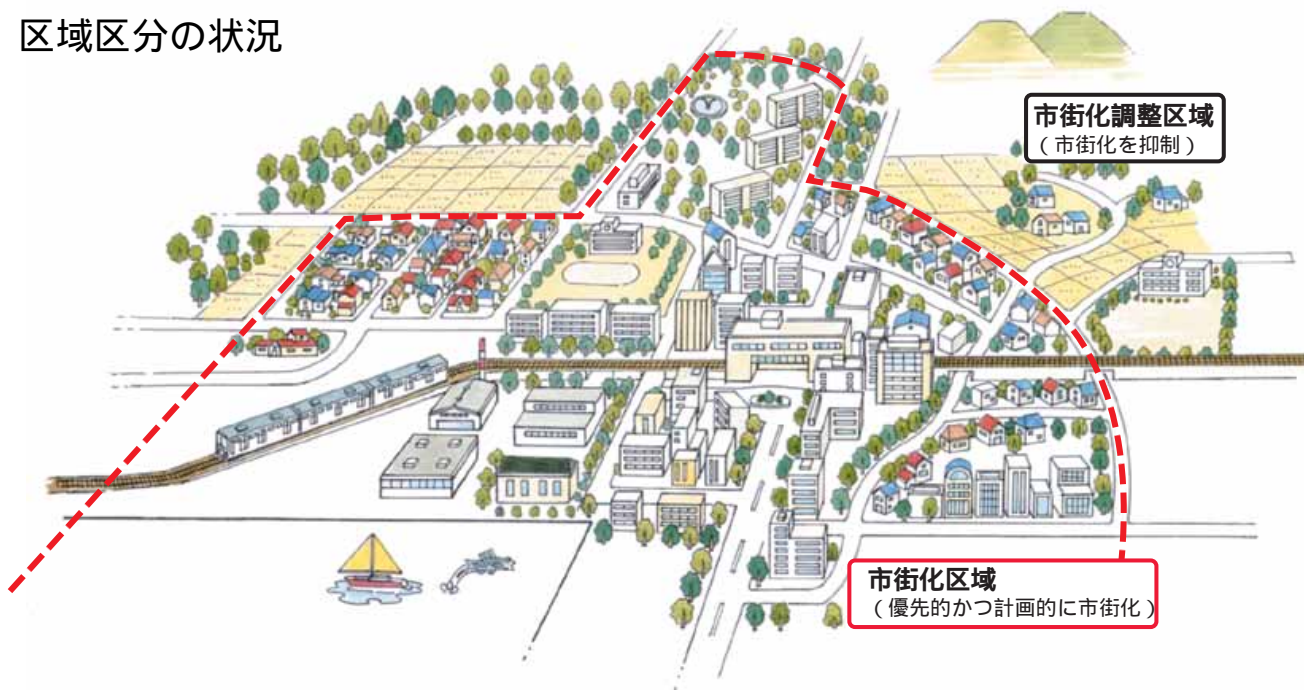 区域区分の状況
市街化調整区域
（市街化を抑制）
市街化区域
（優先的かつ計画的に市街化）